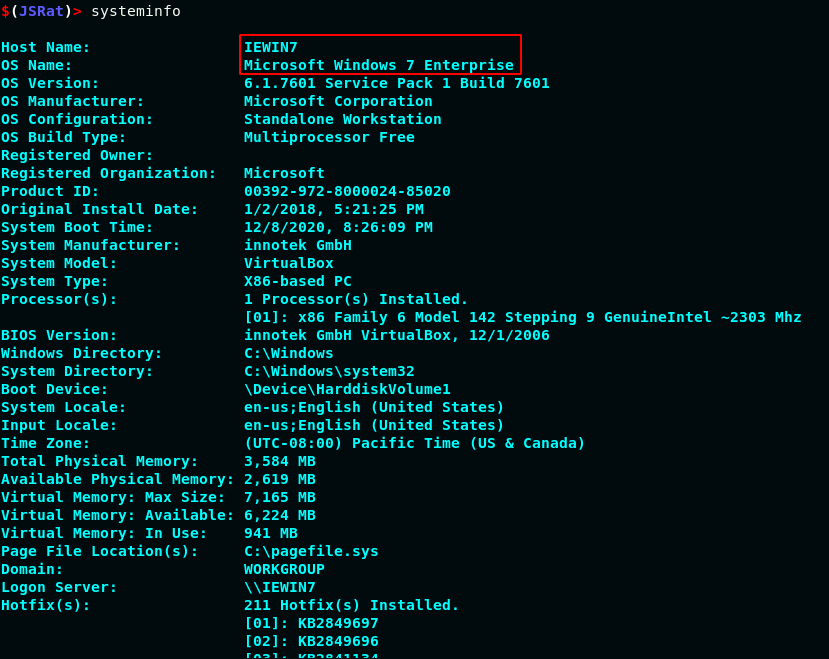 $(JSRat)> systeminfo
Host Name: IEWIN7
OS Name: Microsoft Windows 7 Enterprise
OS Version: 6.1.7601 Service Pack 1 Build 7601
OS Manufacturer: Microsoft Corporation
OS Configuration: Standalone Workstation
OS Build Type: Multiprocessor Free
Registered Owner:
Registered Organization: Microsoft
Product ID: 00392-972-8000024-85020
Original Install Date: 1/2/2018, 5:21:25 PM
System Boot Time: 12/8/2020, 8:26:09 PM
System Manufacturer: innotek GmbH
System Model: VirtualBox
System Type: X86-based PC
Processor(s): 1 Processor(s) Installed.
[01]: x86 Family 6 Model 142 Stepping 9 GenuineIntel ~2303 Mhz
BIOS Version: innotek GmbH VirtualBox, 12/1/2006
Windows Directory: C:\Windows
System Directory: C:\Windows\system32
Boot Device: \Device\HarddiskVolume1
System Locale: en-us;English (United States)
Input Locale: en-us;English (United States)
Time Zone: (UTC-08:00) Pacific Time (US & Canada)
Total Physical Memory: 3,584 MB
Available Physical Memory: 2,619 MB
Virtual Memory: Max Size: 7,165 MB
Virtual Memory: Available: 6,224 MB
Virtual Memory: In Use: 941 MB
Page File Location(s): C:\pagefile.sys
Domain: WORKGROUP
Logon Server: \\IEWIN7
Hotfix(s): 211 Hotfix(s) Installed.
[01]: KB2849697
[02]: KB2849696
[03]: KB2841134